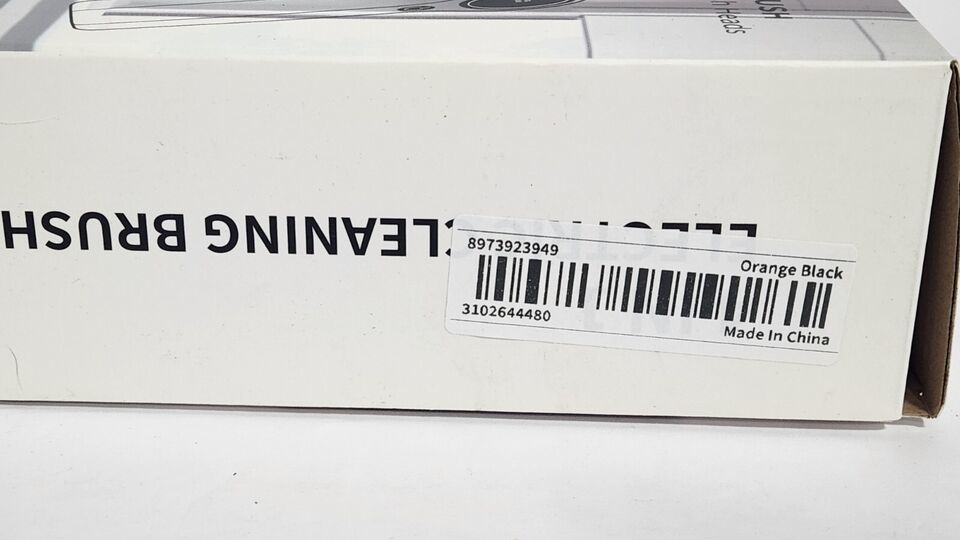 USH
h Heads
ELECTRIC CLEANING BRUSH
8973923949
Orange Black
3102644480
Made In China